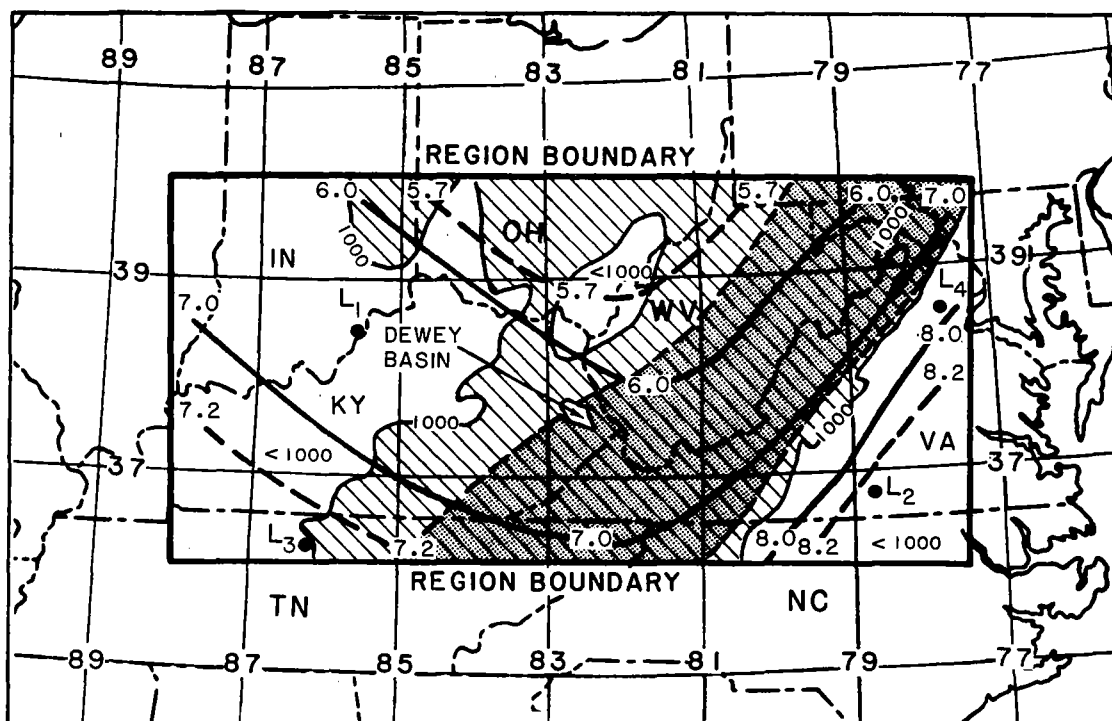 89 87 85 83 81 79 77
REGION BOUNDARY
6.0 5.7 5.7 6.0 7.0
1000 OH 1000
39 IN <1000 39
7.0 5.7 WV L4
L1 8.0
DEWEY
BASIN
8.2
6.0
7.2 KY 1000 1000 VA
37 <1000 37
L2
L3 7.2 7.0 8.0 8.2 <1000
REGION BOUNDARY
TN NC
89 87 85 83 81 79 77